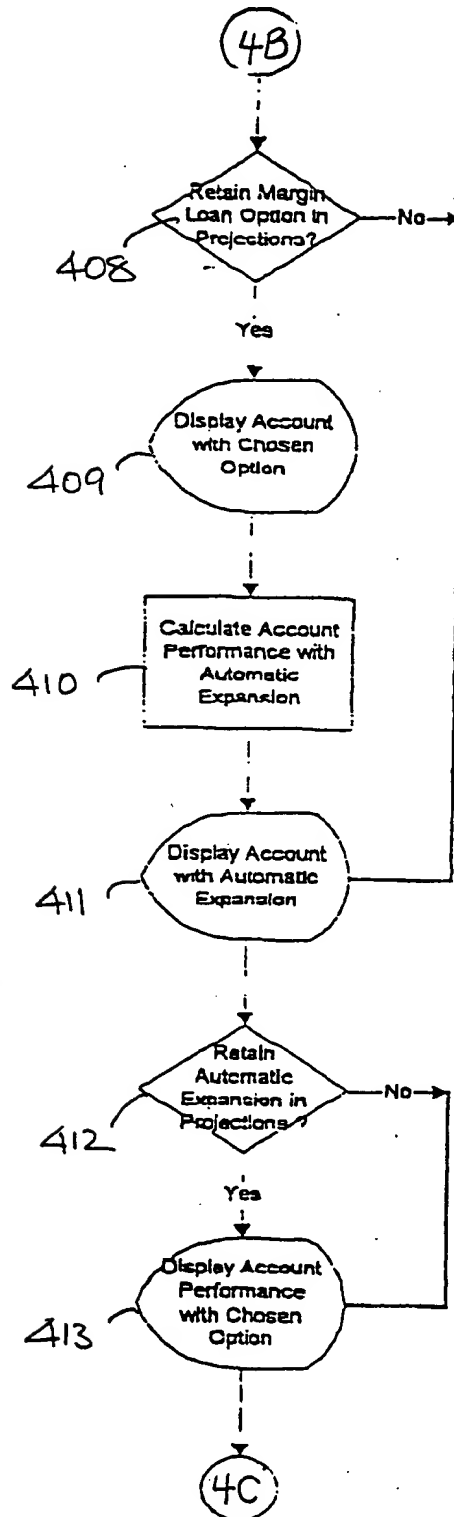 4B
Retain Margin
Loan Option in
Projections?
No
408
Yes
Display Account
with Chosen
Option
409
Calculate Account
Performance with
Automatic
Expansion
410
Display Account
with Automatic
Expansion
411
Retain
Automatic
Expansion in
Projections ?
No
412
Yes
Display Account
Performance
with Chosen
Option
413
4C